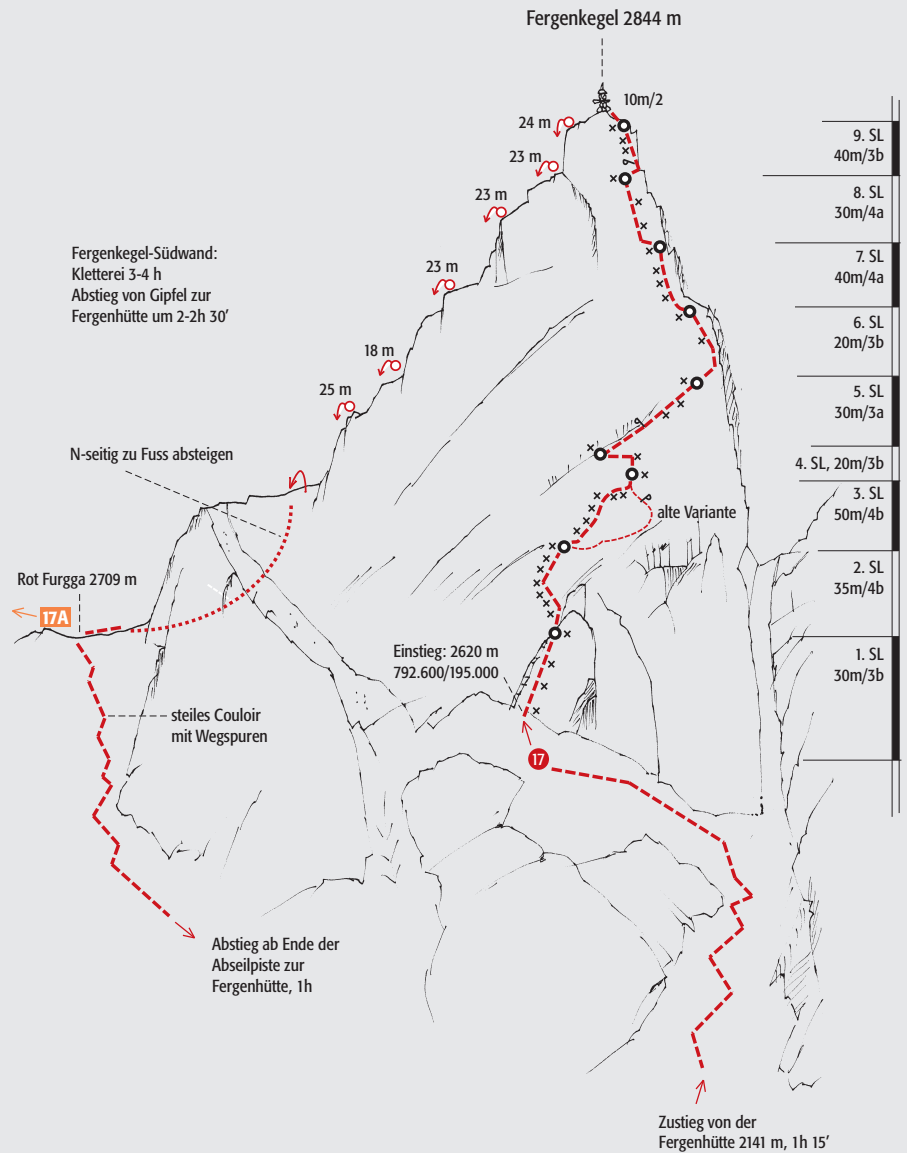 Fergenkegel 2844 m
10m/2
24 m
23 m
23 m
23 m
18 m
25 m
Fergenkegel-Südwand:
Kletterei 3-4 h
Abstieg von Gipfel zur
Fergenhütte um 2-2h 30’
N-seitig zu Fuss absteigen
Rot Furgga 2709 m
17A
steiles Couloir
mit Wegspuren
Abstieg ab Ende der
Abseilpiste zur
Fergenhütte, 1h
Einstieg: 2620 m
792.600/195.000
17
alte Variante
Zustieg von der
Fergenhütte 2141 m, 1h 15’
9. SL
40m/3b
8. SL
30m/4a
7. SL
40m/4a
6. SL
20m/3b
5. SL
30m/3a
4. SL, 20m/3b
3. SL
50m/4b
2. SL
35m/4b
1. SL
30m/3b